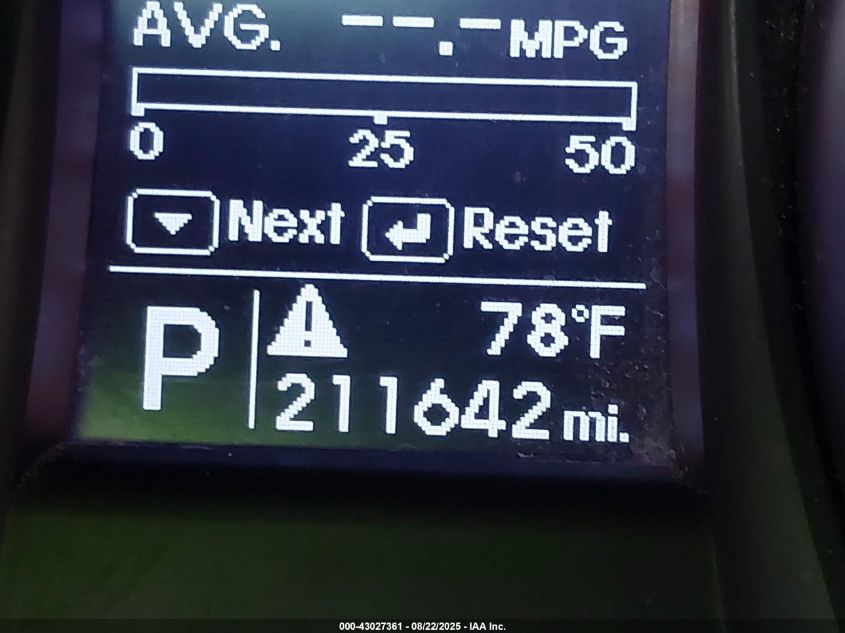 AVG. --.- MPG
0 25 50
Next Reset
P 78°F
211642 mi.
000-43027361 - 08/22/2025 - IAA Inc.